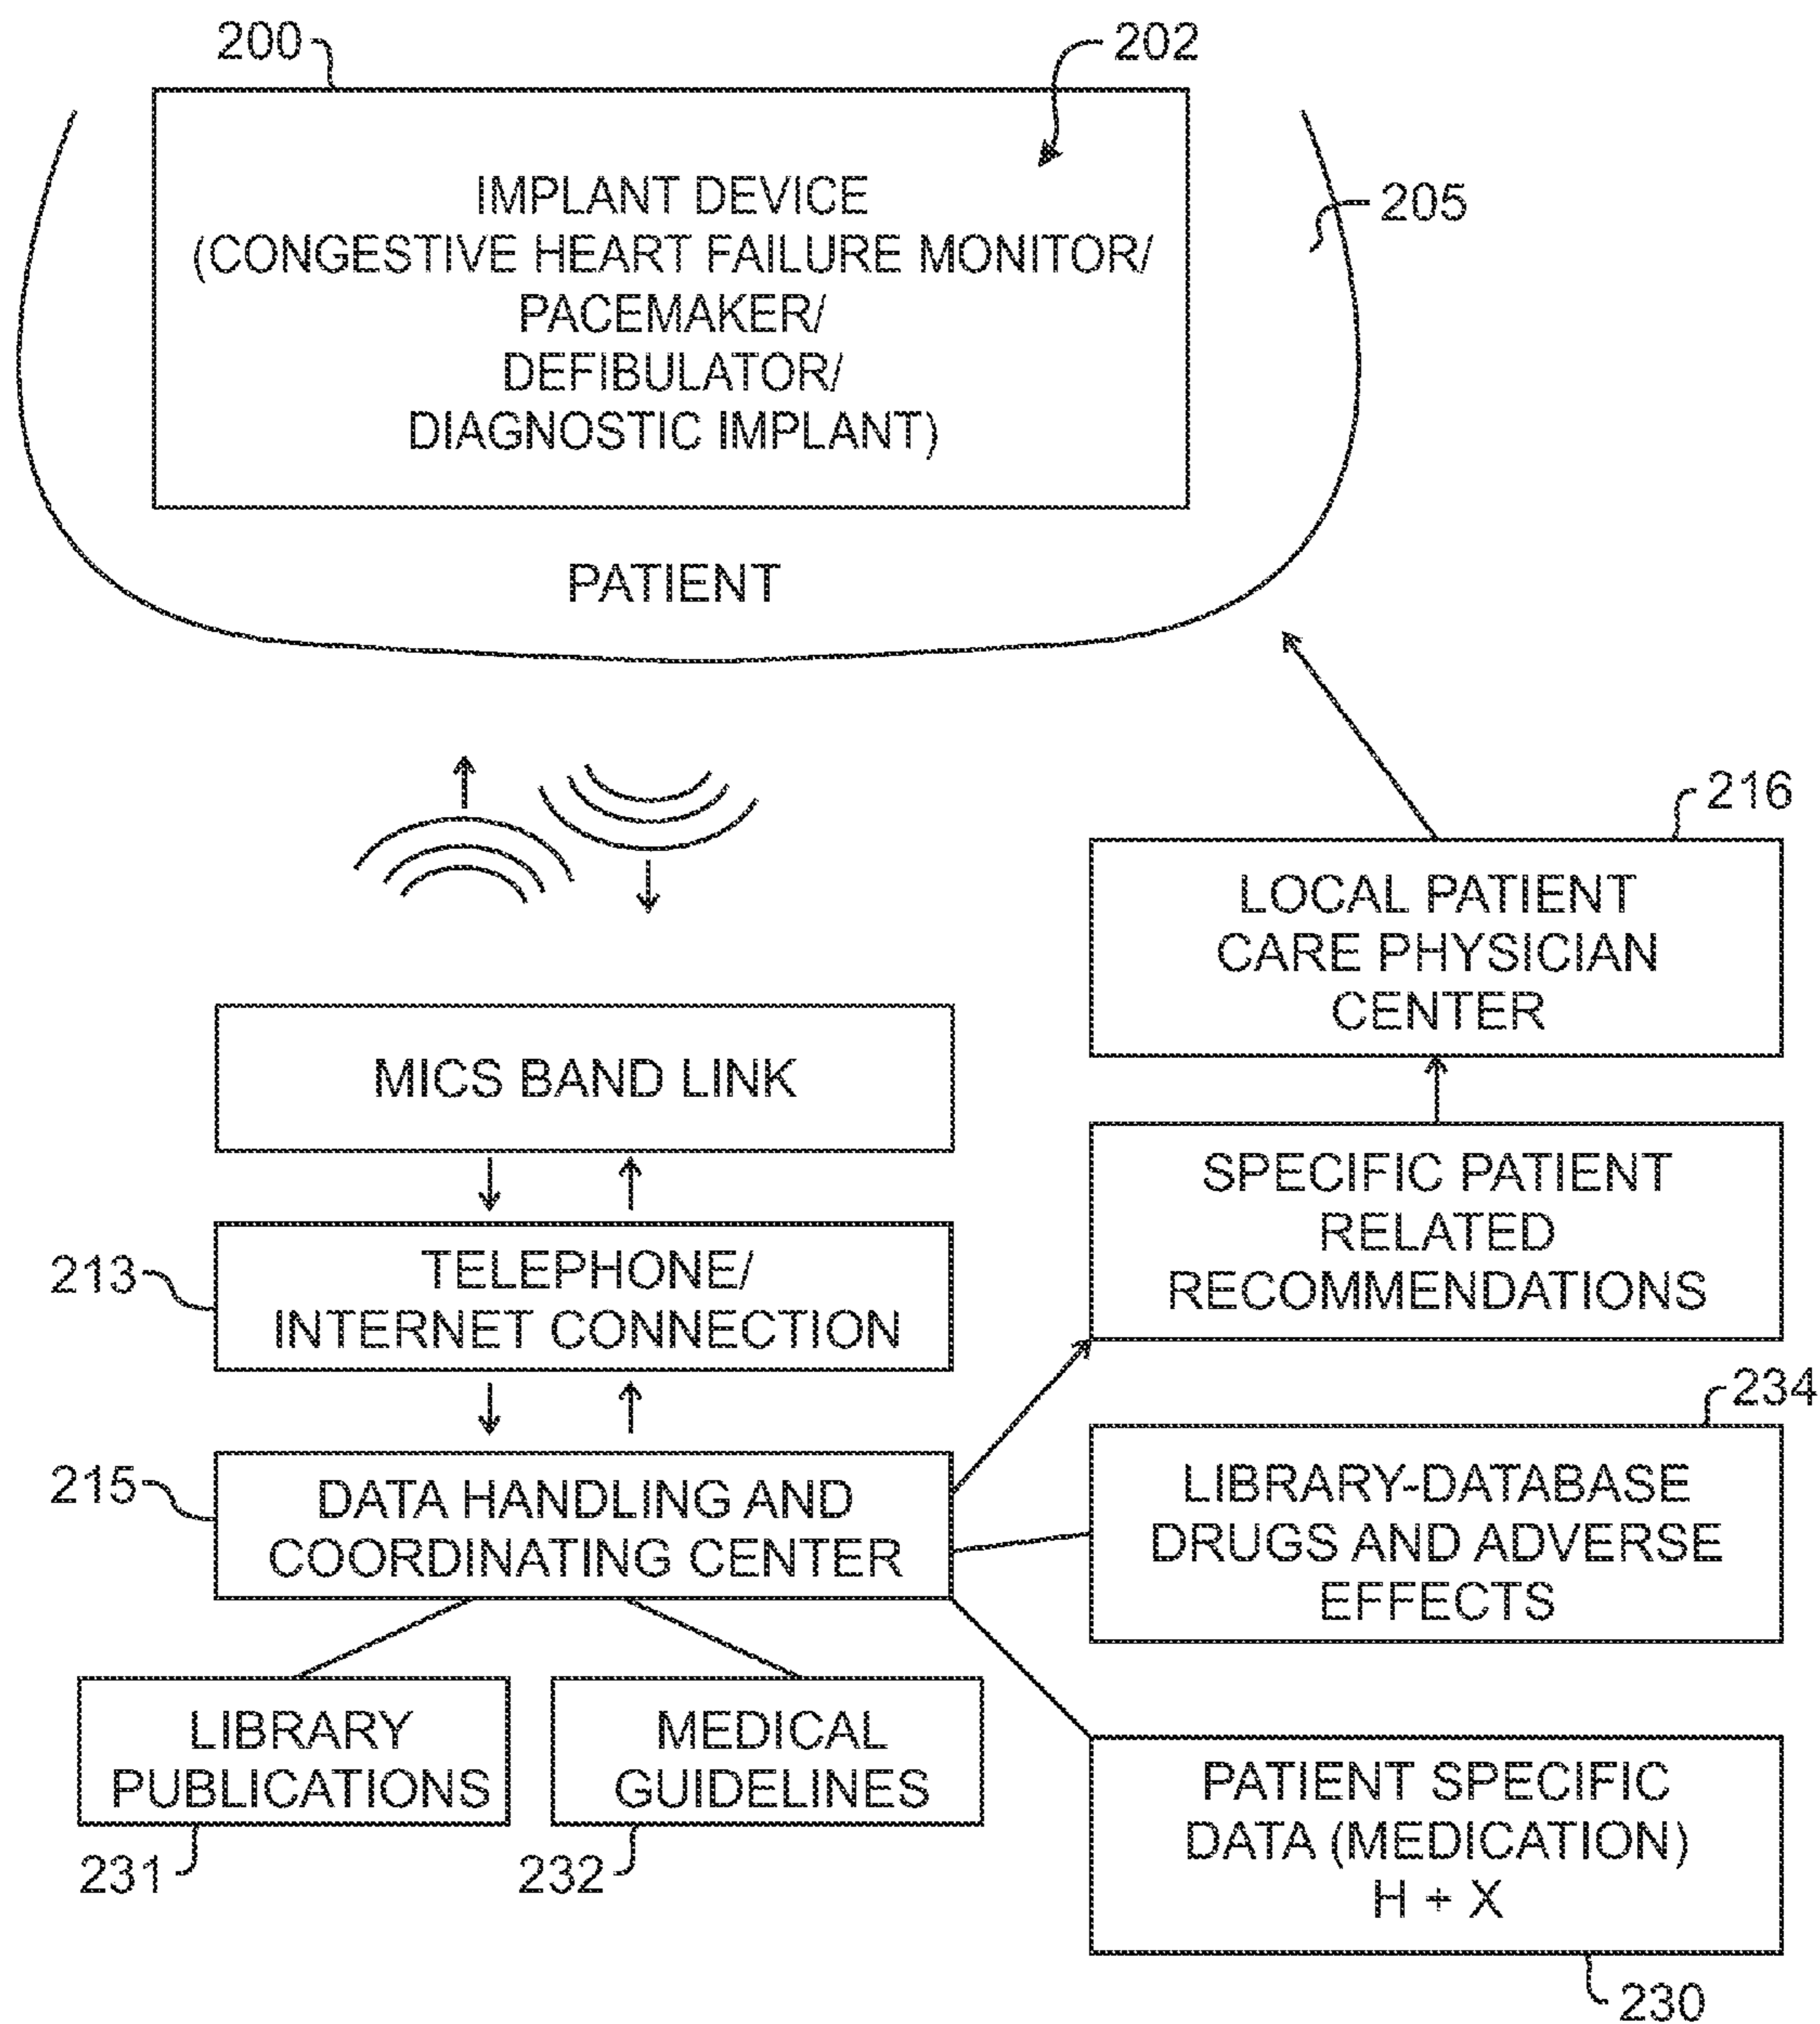 200
202
IMPLANT DEVICE
(CONGESTIVE HEART FAILURE MONITOR/
PACEMAKER/
DEFIBULATOR/
DIAGNOSTIC IMPLANT)
205
PATIENT
216
LOCAL PATIENT
CARE PHYSICIAN
CENTER
MICS BAND LINK
SPECIFIC PATIENT
RELATED
RECOMMENDATIONS
213
TELEPHONE/
INTERNET CONNECTION
234
LIBRARY-DATABASE
DRUGS AND ADVERSE
EFFECTS
215
DATA HANDLING AND
COORDINATING CENTER
LIBRARY
PUBLICATIONS
231
MEDICAL
GUIDELINES
232
PATIENT SPECIFIC
DATA (MEDICATION)
H + X
230